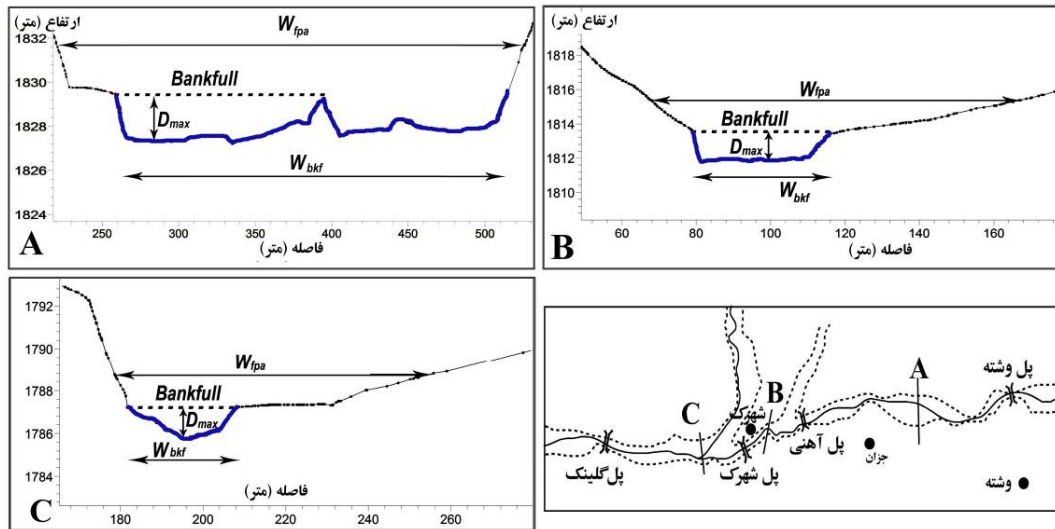 ارتفاع (متر)
1832
1830
1828
1826
1824
W_fpa
Bankfull
D_max
W_bkf
250 300 350 400 450 500
فاصله (متر)
A
ارتفاع (متر)
1818
1816
1814
1812
1810
W_fpa
Bankfull
D_max
W_bkf
60 80 100 120 140 160
فاصله (متر)
B
1792
1790
1788
1786
1784
W_fpa
Bankfull
D_max
W_bkf
فاصله (متر)
180 200 220 240 260
C
A
پل وشته
B
شهرک
C
پل آهنی
جزان
پل شهرک
پل گلینک
وشته